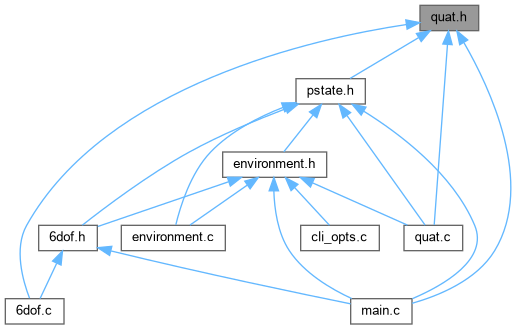 quat.h
pstate.h
environment.h
6dof.h
environment.c
cli_opts.c
quat.c
6dof.c
main.c